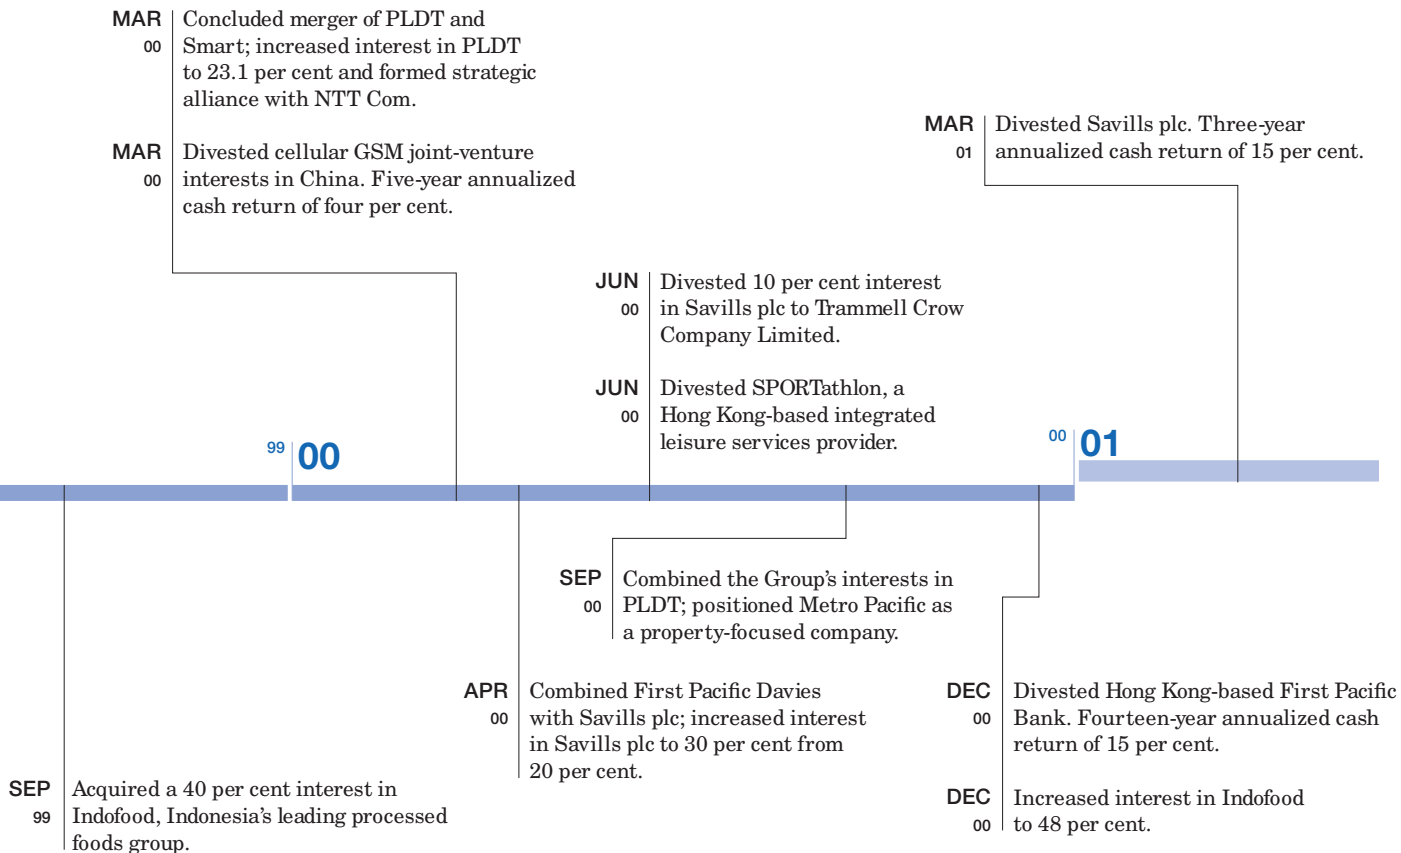 MAR Concluded merger of PLDT and
00 Smart; increased interest in PLDT
to 23.1 per cent and formed strategic
alliance with NTT Com.
MAR Divested cellular GSM joint-venture
00 interests in China. Five-year annualized
cash return of four per cent.
MAR Divested Savills plc. Three-year
01 annualized cash return of 15 per cent.
JUN Divested 10 per cent interest
00 in Savills plc to Trammell Crow
Company Limited.
JUN Divested SPORTathlon, a
00 Hong Kong-based integrated
leisure services provider.
99 00
00 01
SEP Combined the Group's interests in
00 PLDT; positioned Metro Pacific as
a property-focused company.
APR Combined First Pacific Davies
00 with Savills plc; increased interest
in Savills plc to 30 per cent from
20 per cent.
DEC Divested Hong Kong-based First Pacific
00 Bank. Fourteen-year annualized cash
return of 15 per cent.
SEP Acquired a 40 per cent interest in
99 Indofood, Indonesia's leading processed
foods group.
DEC Increased interest in Indofood
00 to 48 per cent.